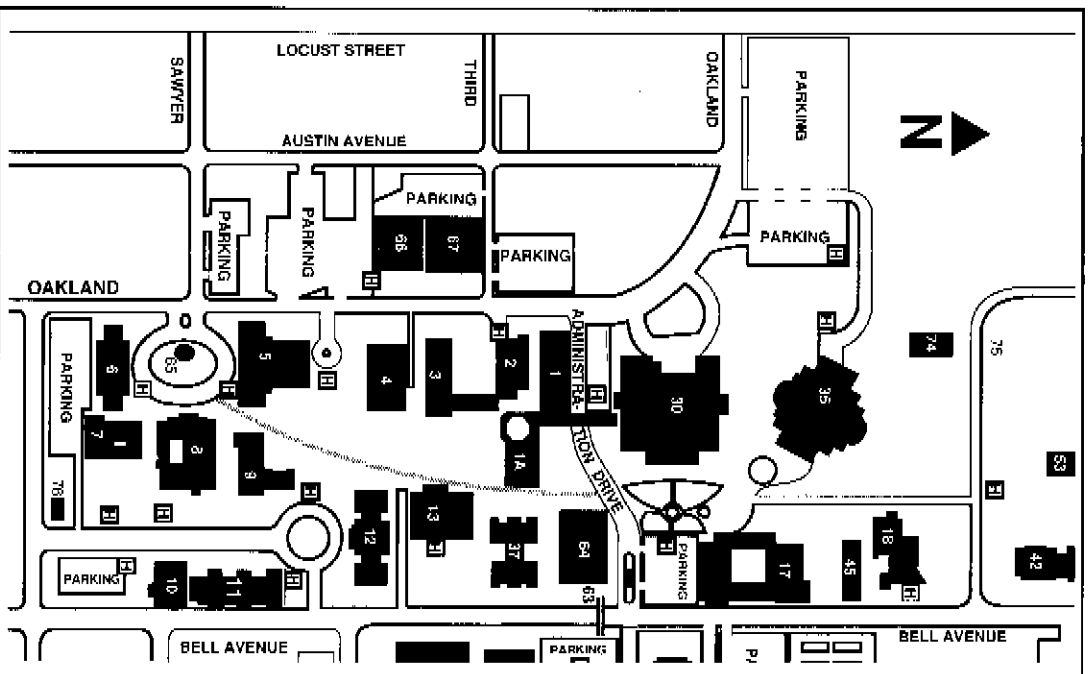 LOCUST STREET
SAWYER
THIRD
OAKLAND
PARKING
N
AUSTIN AVENUE
PARKING
PARKING
PARKING
66
67
PARKING
PARKING
H
H
OAKLAND
ADMINISTRA-
TION DRIVE
H
H
H
H
H
H
PARKING
6
65
5
4
3
2
1
30
35
74
75
7
8
9
1A
53
H
76
H
H
H
12
13
H
37
64
H
PARKING
17
45
18
H
42
PARKING
H
10
11
H
63
BELL AVENUE
PARKING
BELL AVENUE